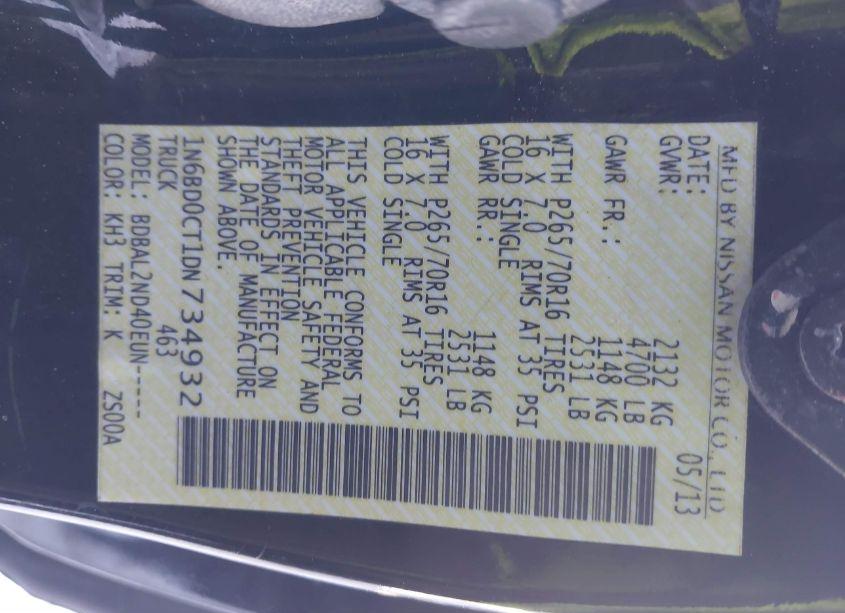 MFD BY NISSAN MOTOR CO., LTD
DATE: 05/13
GVWR: 2132 KG
4700 LB
GAWR FR.: 1148 KG
2531 LB
WITH P265/70R16 TIRES
16 X 7.0 RIMS AT 35 PSI
COLD SINGLE
GAWR RR.: 1148 KG
2531 LB
WITH P265/70R16 TIRES
16 X 7.0 RIMS AT 35 PSI
COLD SINGLE
THIS VEHICLE CONFORMS TO
ALL APPLICABLE FEDERAL
MOTOR VEHICLE SAFETY AND
THEFT PREVENTION
STANDARDS IN EFFECT ON
THE DATE OF MANUFACTURE
SHOWN ABOVE.
1N6BD0CT1DN734932
TRUCK 463
MODEL: BDBAL2ND40EUN-----
COLOR: KH3 TRIM: K ZS00A